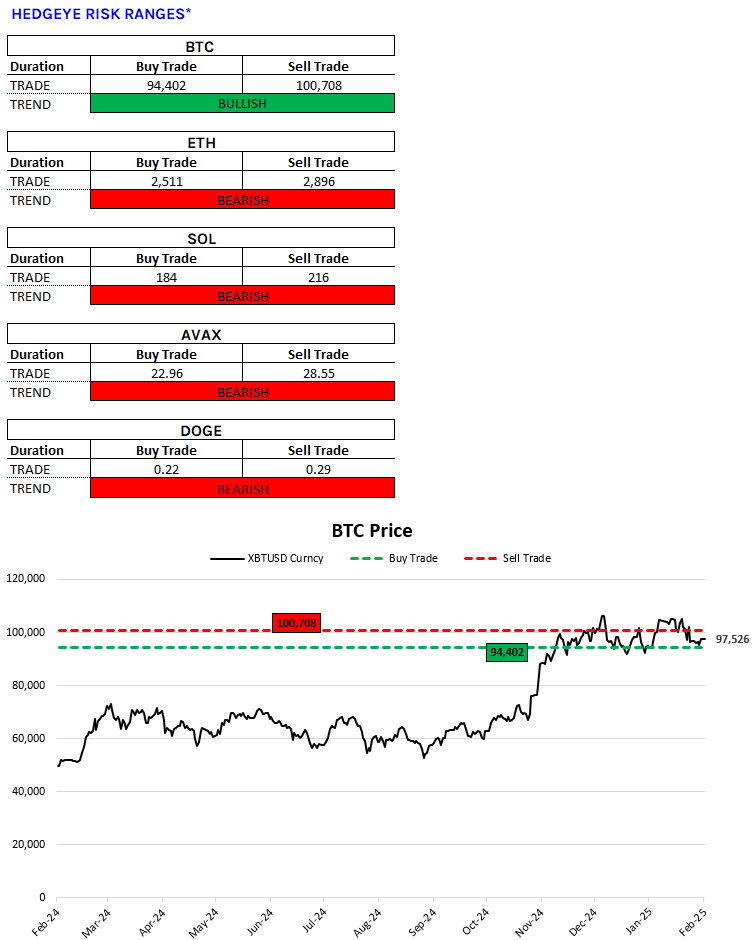 HEDGEYE RISK RANGES*
BTC
Duration Buy Trade Sell Trade
TRADE 94,402 100,708
TREND BULLISH
ETH
Duration Buy Trade Sell Trade
TRADE 2,511 2,896
TREND BEARISH
SOL
Duration Buy Trade Sell Trade
TRADE 184 216
TREND BEARISH
AVAX
Duration Buy Trade Sell Trade
TRADE 22.96 28.55
TREND BEARISH
DOGE
Duration Buy Trade Sell Trade
TRADE 0.22 0.29
TREND BEARISH
BTC Price
XBTUSD Curncy Buy Trade Sell Trade
120,000
100,000
80,000
60,000
40,000
20,000
0
100,708
94,402
97,526
Feb-24 Mar-24 Apr-24 May-24 Jun-24 Jul-24 Aug-24 Sep-24 Oct-24 Nov-24 Dec-24 Jan-25 Feb-25